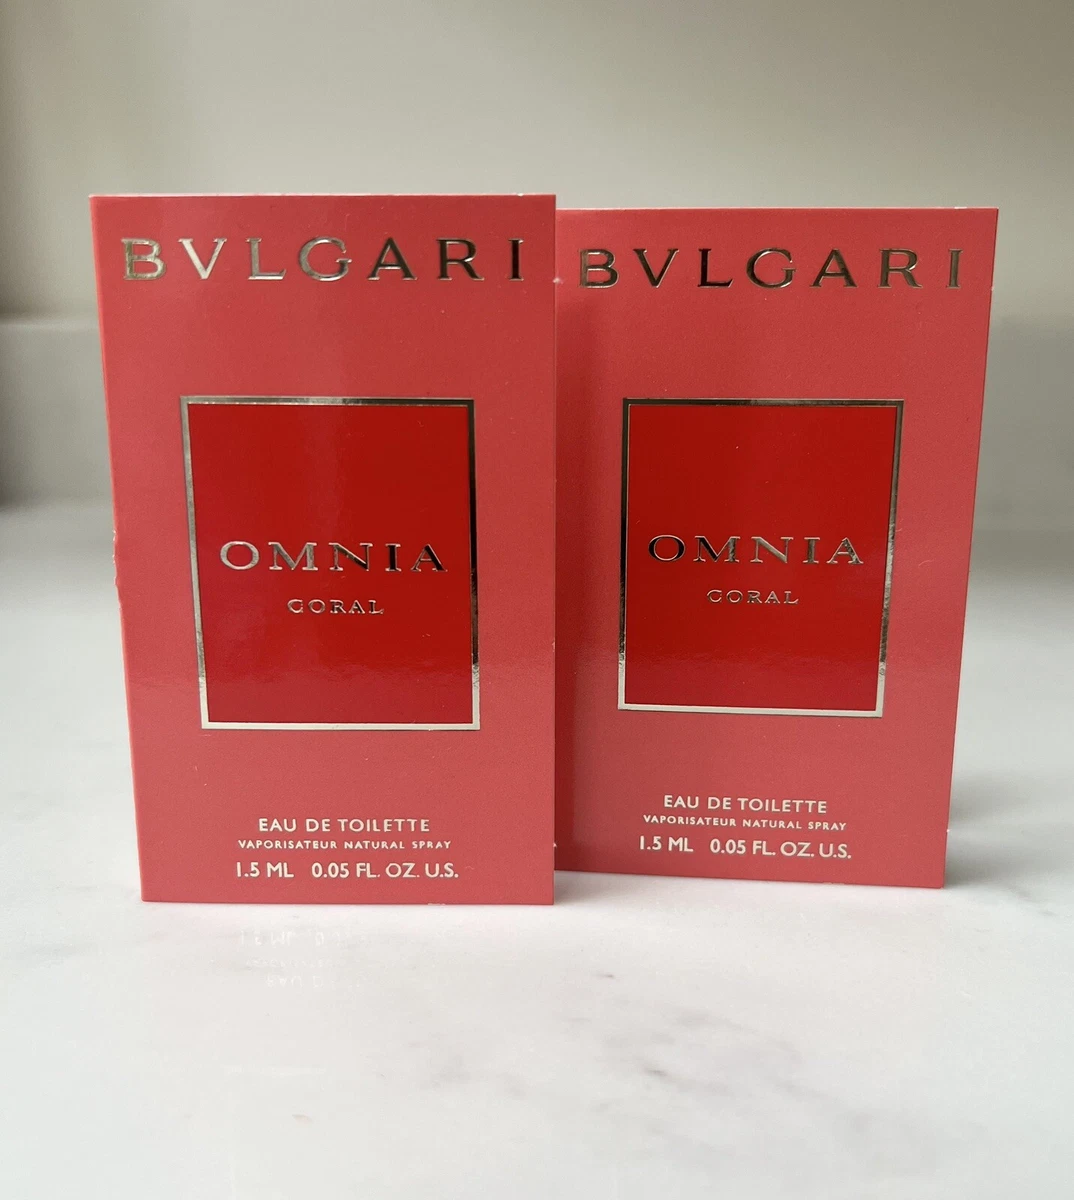 BVLGARI
OMNIA
CORAL
EAU DE TOILETTE
VAPORISATEUR NATURAL SPRAY
1.5 ML 0.05 FL. OZ. U.S.
BVLGARI
OMNIA
CORAL
EAU DE TOILETTE
VAPORISATEUR NATURAL SPRAY
1.5 ML 0.05 FL. OZ. U.S.